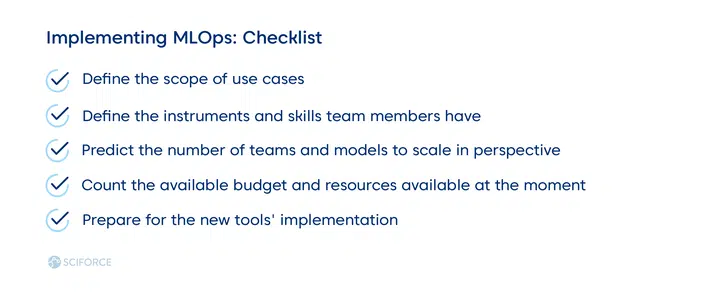 Implementing MLOps: Checklist
Define the scope of use cases
Define the instruments and skills team members have
Predict the number of teams and models to scale in perspective
Count the available budget and resources available at the moment
Prepare for the new tools' implementation
SCIFORCE